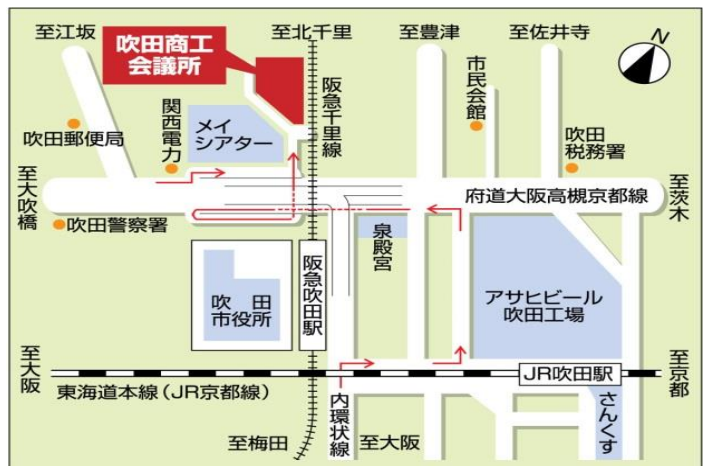 至江坂
至北千里
至豊津
至佐井寺
N
吹田商工
会議所
阪急千里線
市民会館
関西電力
メイ
シアター
吹田郵便局
吹田
税務署
至大吹橋
府道大阪高槻京都線
至茨木
吹田警察署
泉殿宮
阪急吹田駅
吹田
市役所
アサヒビール
吹田工場
至大阪
JR吹田駅
至京都
東海道本線(JR京都線)
内環状線
さんくす
至梅田
至大阪